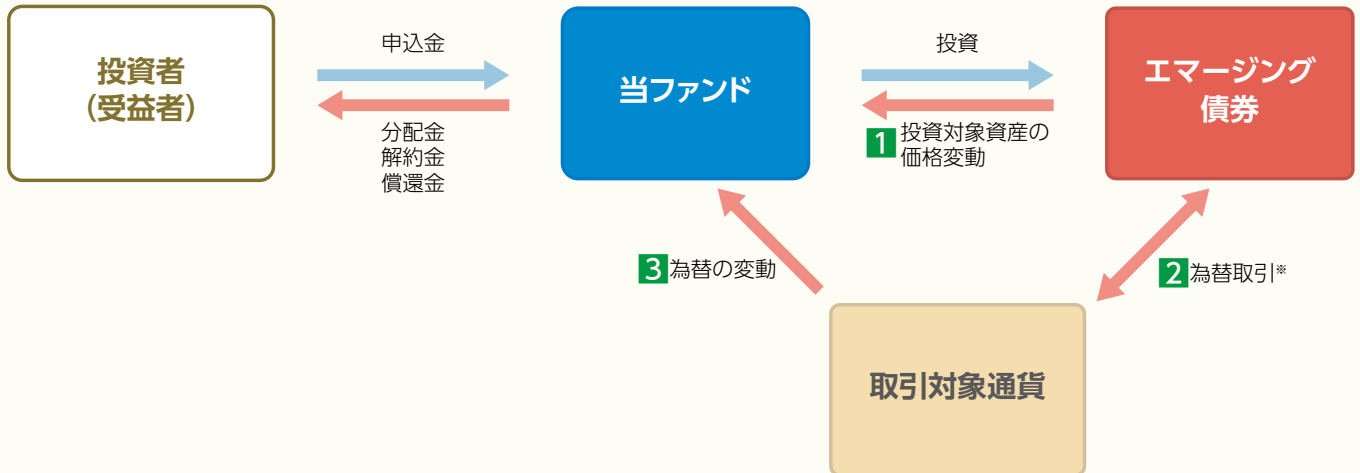 投資者
（受益者）
申込金
分配金
解約金
償還金
当ファンド
投資
1 投資対象資産の
価格変動
エマージング
債券
3 為替の変動
2 為替取引※
取引対象通貨